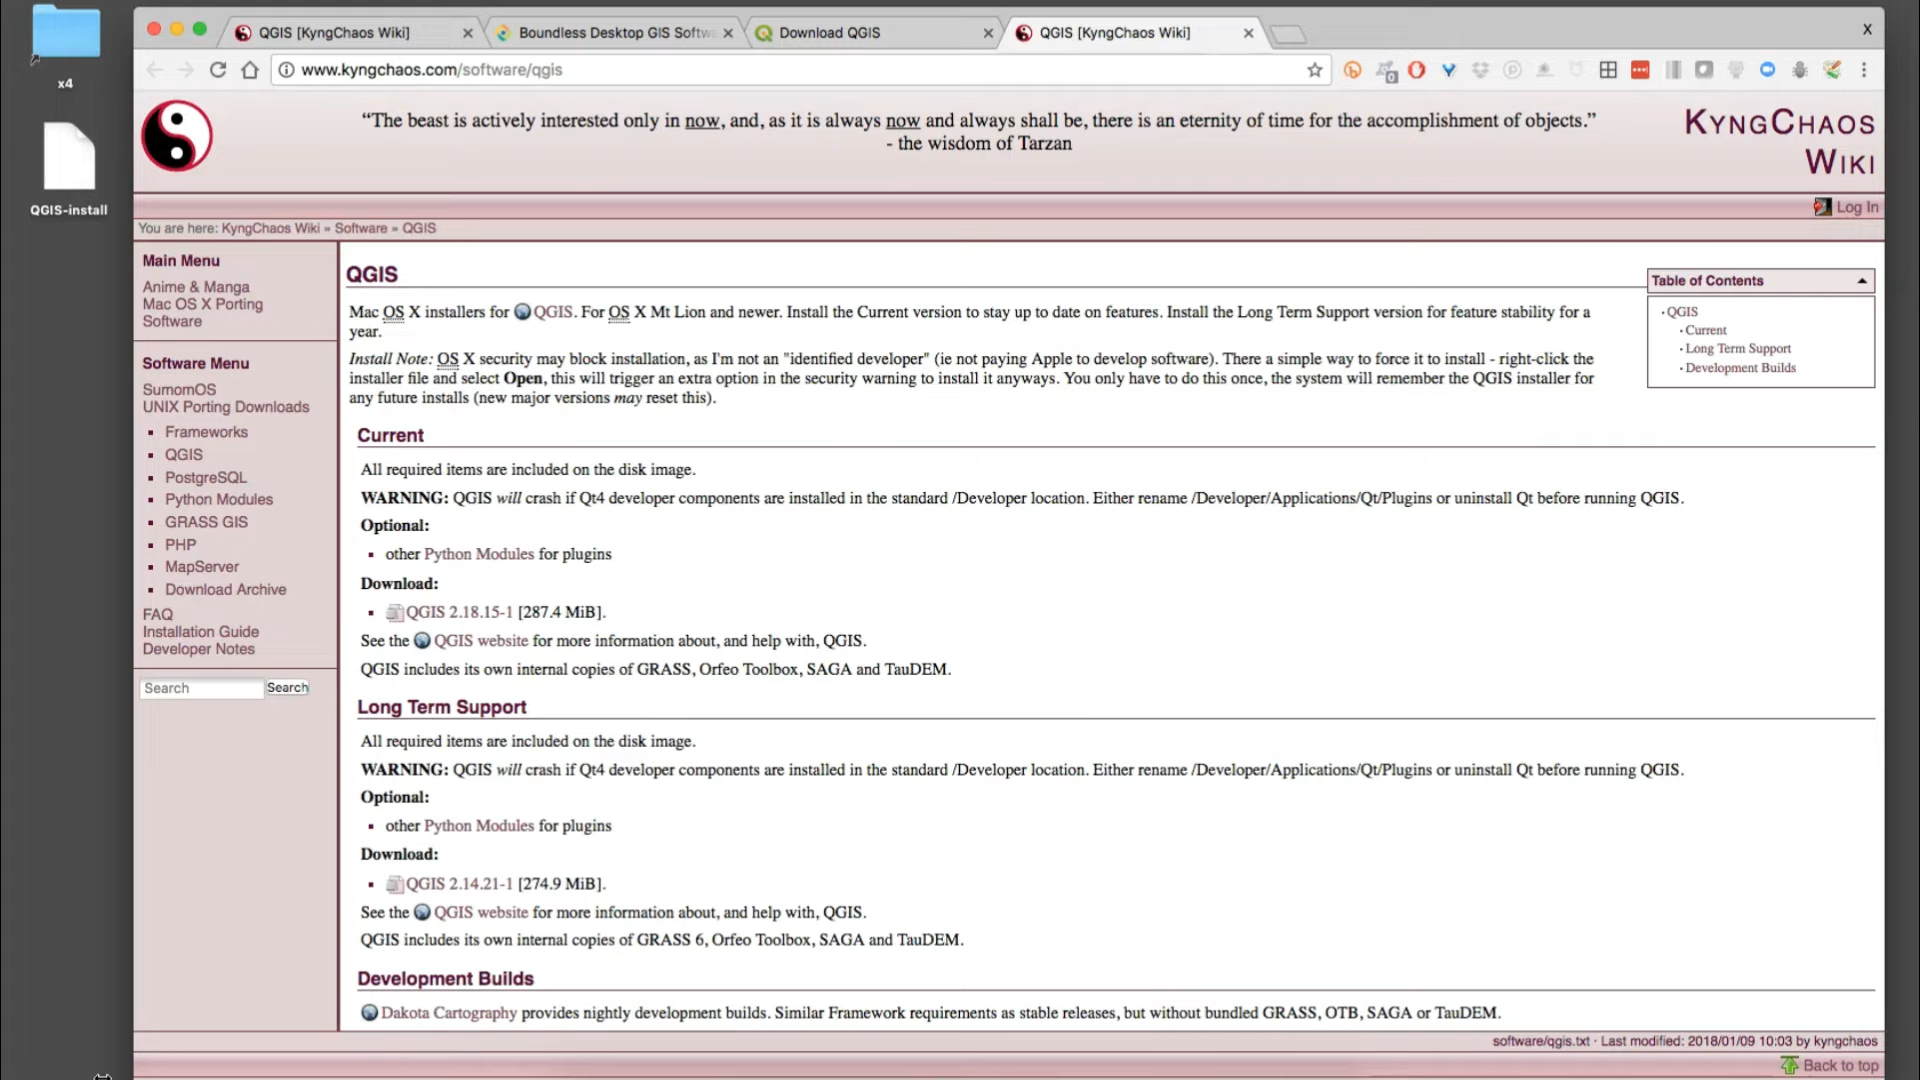 x4
QGIS-install
QGIS [KyngChaos Wiki]
Boundless Desktop GIS Softw
Download QGIS
QGIS [KyngChaos Wiki]
www.kyngchaos.com/software/qgis
“The beast is actively interested only in now, and, as it is always now and always shall be, there is an eternity of time for the accomplishment of objects.”
- the wisdom of Tarzan
KYNGCHAOS
WIKI
Log In
You are here: KyngChaos Wiki » Software » QGIS
Main Menu
Anime & Manga
Mac OS X Porting
Software
Software Menu
SumomOS
UNIX Porting Downloads
Frameworks
QGIS
PostgreSQL
Python Modules
GRASS GIS
PHP
MapServer
Download Archive
FAQ
Installation Guide
Developer Notes
Search
Search
QGIS
Mac OS X installers for QGIS. For OS X Mt Lion and newer. Install the Current version to stay up to date on features. Install the Long Term Support version for feature stability for a
year.
Install Note: OS X security may block installation, as I'm not an "identified developer" (ie not paying Apple to develop software). There a simple way to force it to install - right-click the
installer file and select Open, this will trigger an extra option in the security warning to install it anyways. You only have to do this once, the system will remember the QGIS installer for
any future installs (new major versions may reset this).
Table of Contents
QGIS
Current
Long Term Support
Development Builds
Current
All required items are included on the disk image.
WARNING: QGIS will crash if Qt4 developer components are installed in the standard /Developer location. Either rename /Developer/Applications/Qt/Plugins or uninstall Qt before running QGIS.
Optional:
other Python Modules for plugins
Download:
QGIS 2.18.15-1 [287.4 MiB].
See the QGIS website for more information about, and help with, QGIS.
QGIS includes its own internal copies of GRASS, Orfeo Toolbox, SAGA and TauDEM.
Long Term Support
All required items are included on the disk image.
WARNING: QGIS will crash if Qt4 developer components are installed in the standard /Developer location. Either rename /Developer/Applications/Qt/Plugins or uninstall Qt before running QGIS.
Optional:
other Python Modules for plugins
Download:
QGIS 2.14.21-1 [274.9 MiB].
See the QGIS website for more information about, and help with, QGIS.
QGIS includes its own internal copies of GRASS 6, Orfeo Toolbox, SAGA and TauDEM.
Development Builds
Dakota Cartography provides nightly development builds. Similar Framework requirements as stable releases, but without bundled GRASS, OTB, SAGA or TauDEM.
software/qgis.txt · Last modified: 2018/01/09 10:03 by kyngchaos
Back to top